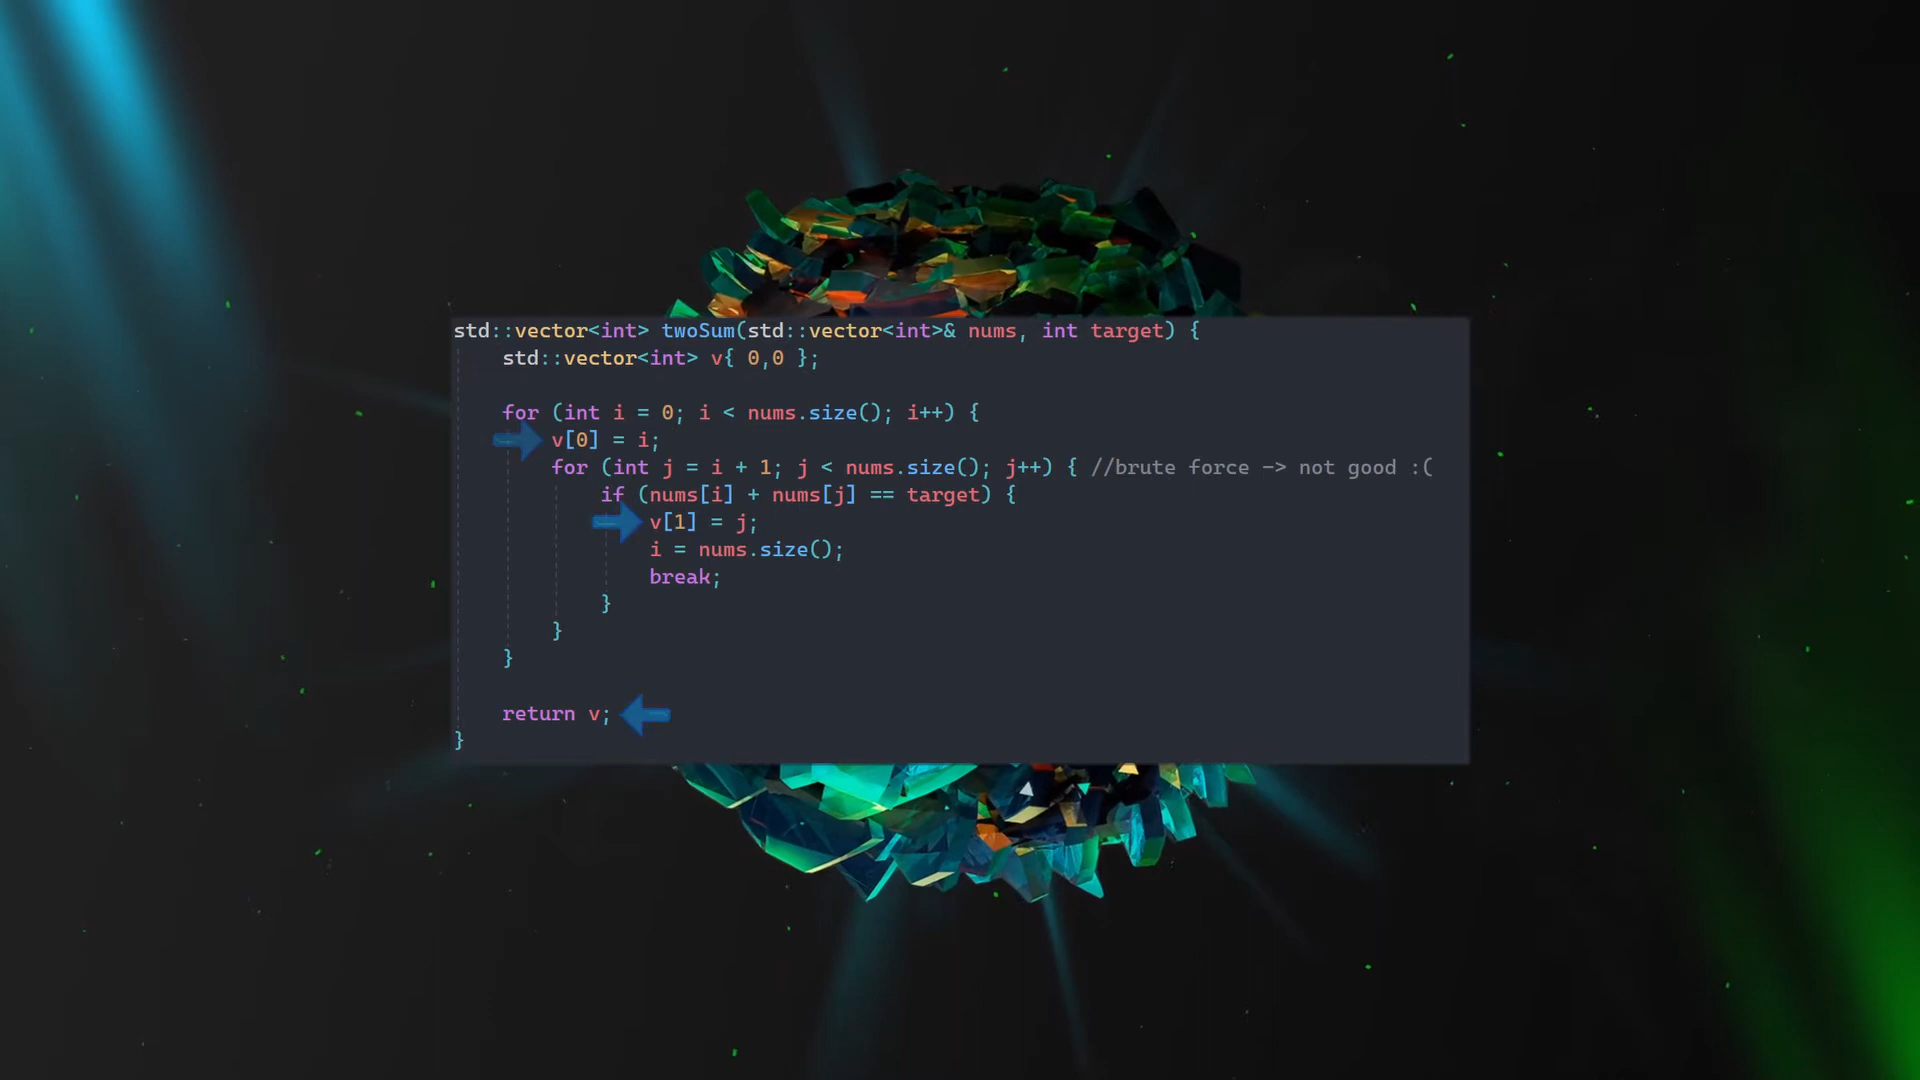 std::vector<int> twoSum(std::vector<int>& nums, int target) {
    std::vector<int> v{ 0,0 };
    for (int i = 0; i < nums.size(); i++) {
        v[0] = i;
        for (int j = i + 1; j < nums.size(); j++) { //brute force -> not good :(
            if (nums[i] + nums[j] == target) {
                v[1] = j;
                i = nums.size();
                break;
            }
        }
    }
    return v;
}